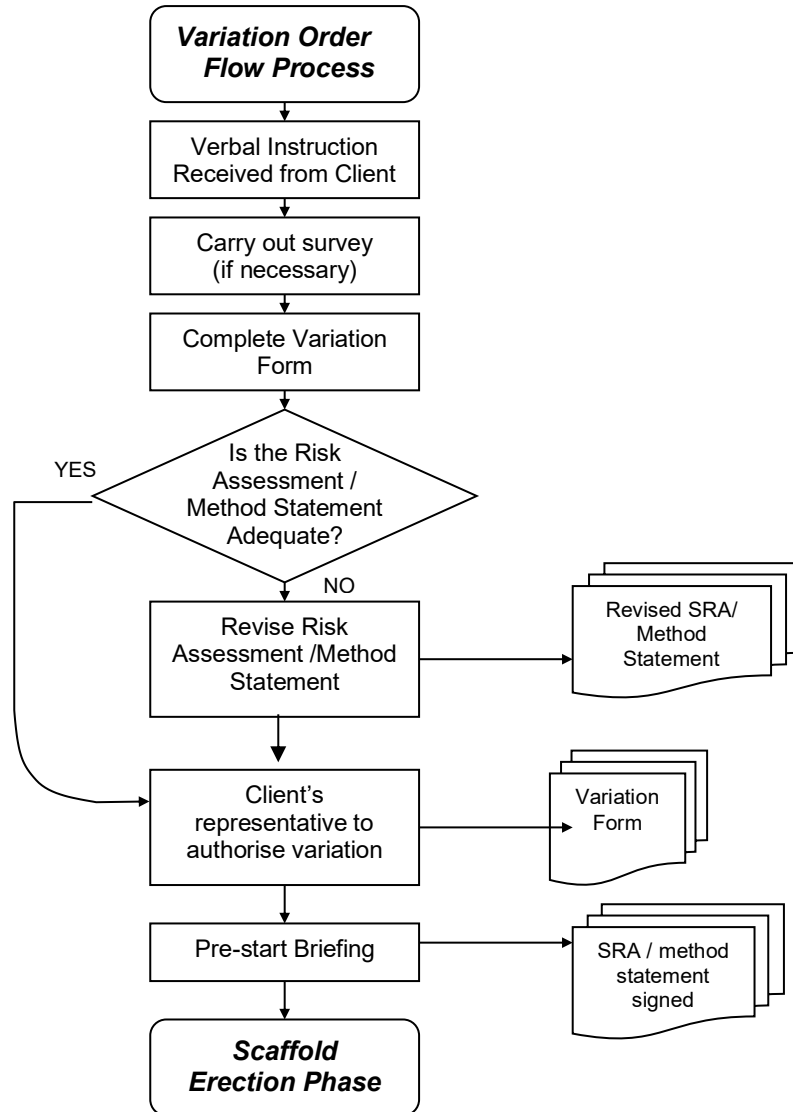 Variation Order
Flow Process
Verbal Instruction
Received from Client
Carry out survey
(if necessary)
Complete Variation
Form
Is the Risk
Assessment /
Method Statement
Adequate?
YES
NO
Revise Risk
Assessment /Method
Statement
Revised SRA/
Method
Statement
Client’s
representative to
authorise variation
Variation
Form
Pre-start Briefing
SRA / method
statement
signed
Scaffold
Erection Phase